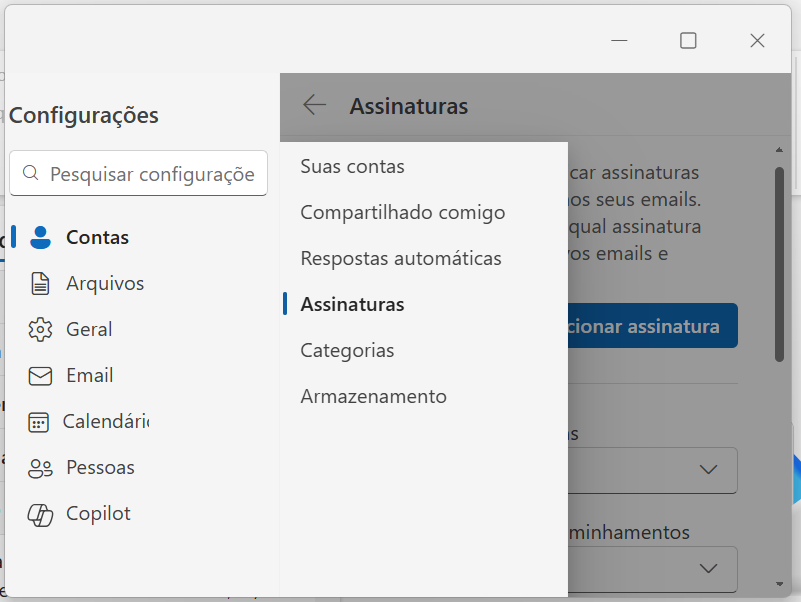 Configurações
Assinaturas
Pesquisar configuraçõe
Contas
Arquivos
Geral
Email
Calendári
Pessoas
Copilot
Suas contas
Compartilhado comigo
Respostas automáticas
Assinaturas
Categorias
Armazenamento
car assinaturas
os seus emails.
qual assinatura
vos emails e
cionar assinatura
as
minhamentos